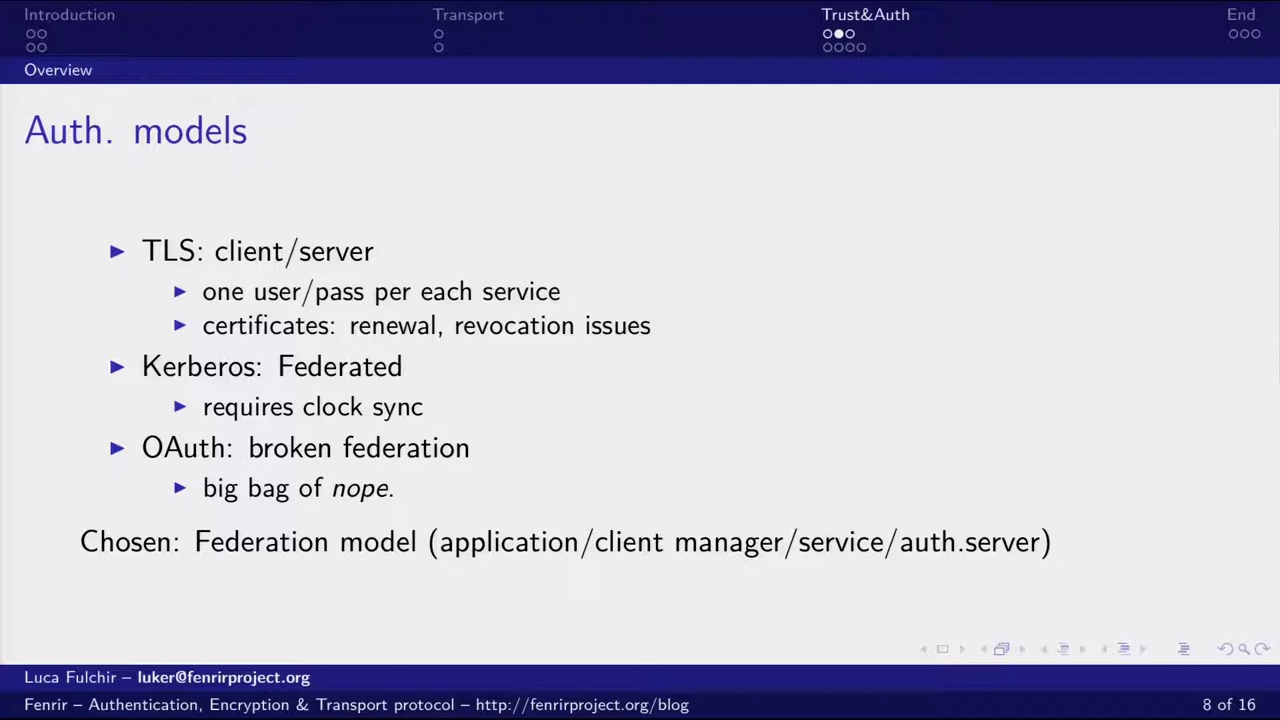 Introduction Transport Trust&Auth End
Overview
Auth. models
TLS: client/server
one user/pass per each service
certificates: renewal, revocation issues
Kerberos: Federated
requires clock sync
OAuth: broken federation
big bag of nope.
Chosen: Federation model (application/client manager/service/auth.server)
Luca Fulchir – luker@fenrirproject.org
Fenrir – Authentication, Encryption & Transport protocol – http://fenrirproject.org/blog 8 of 16